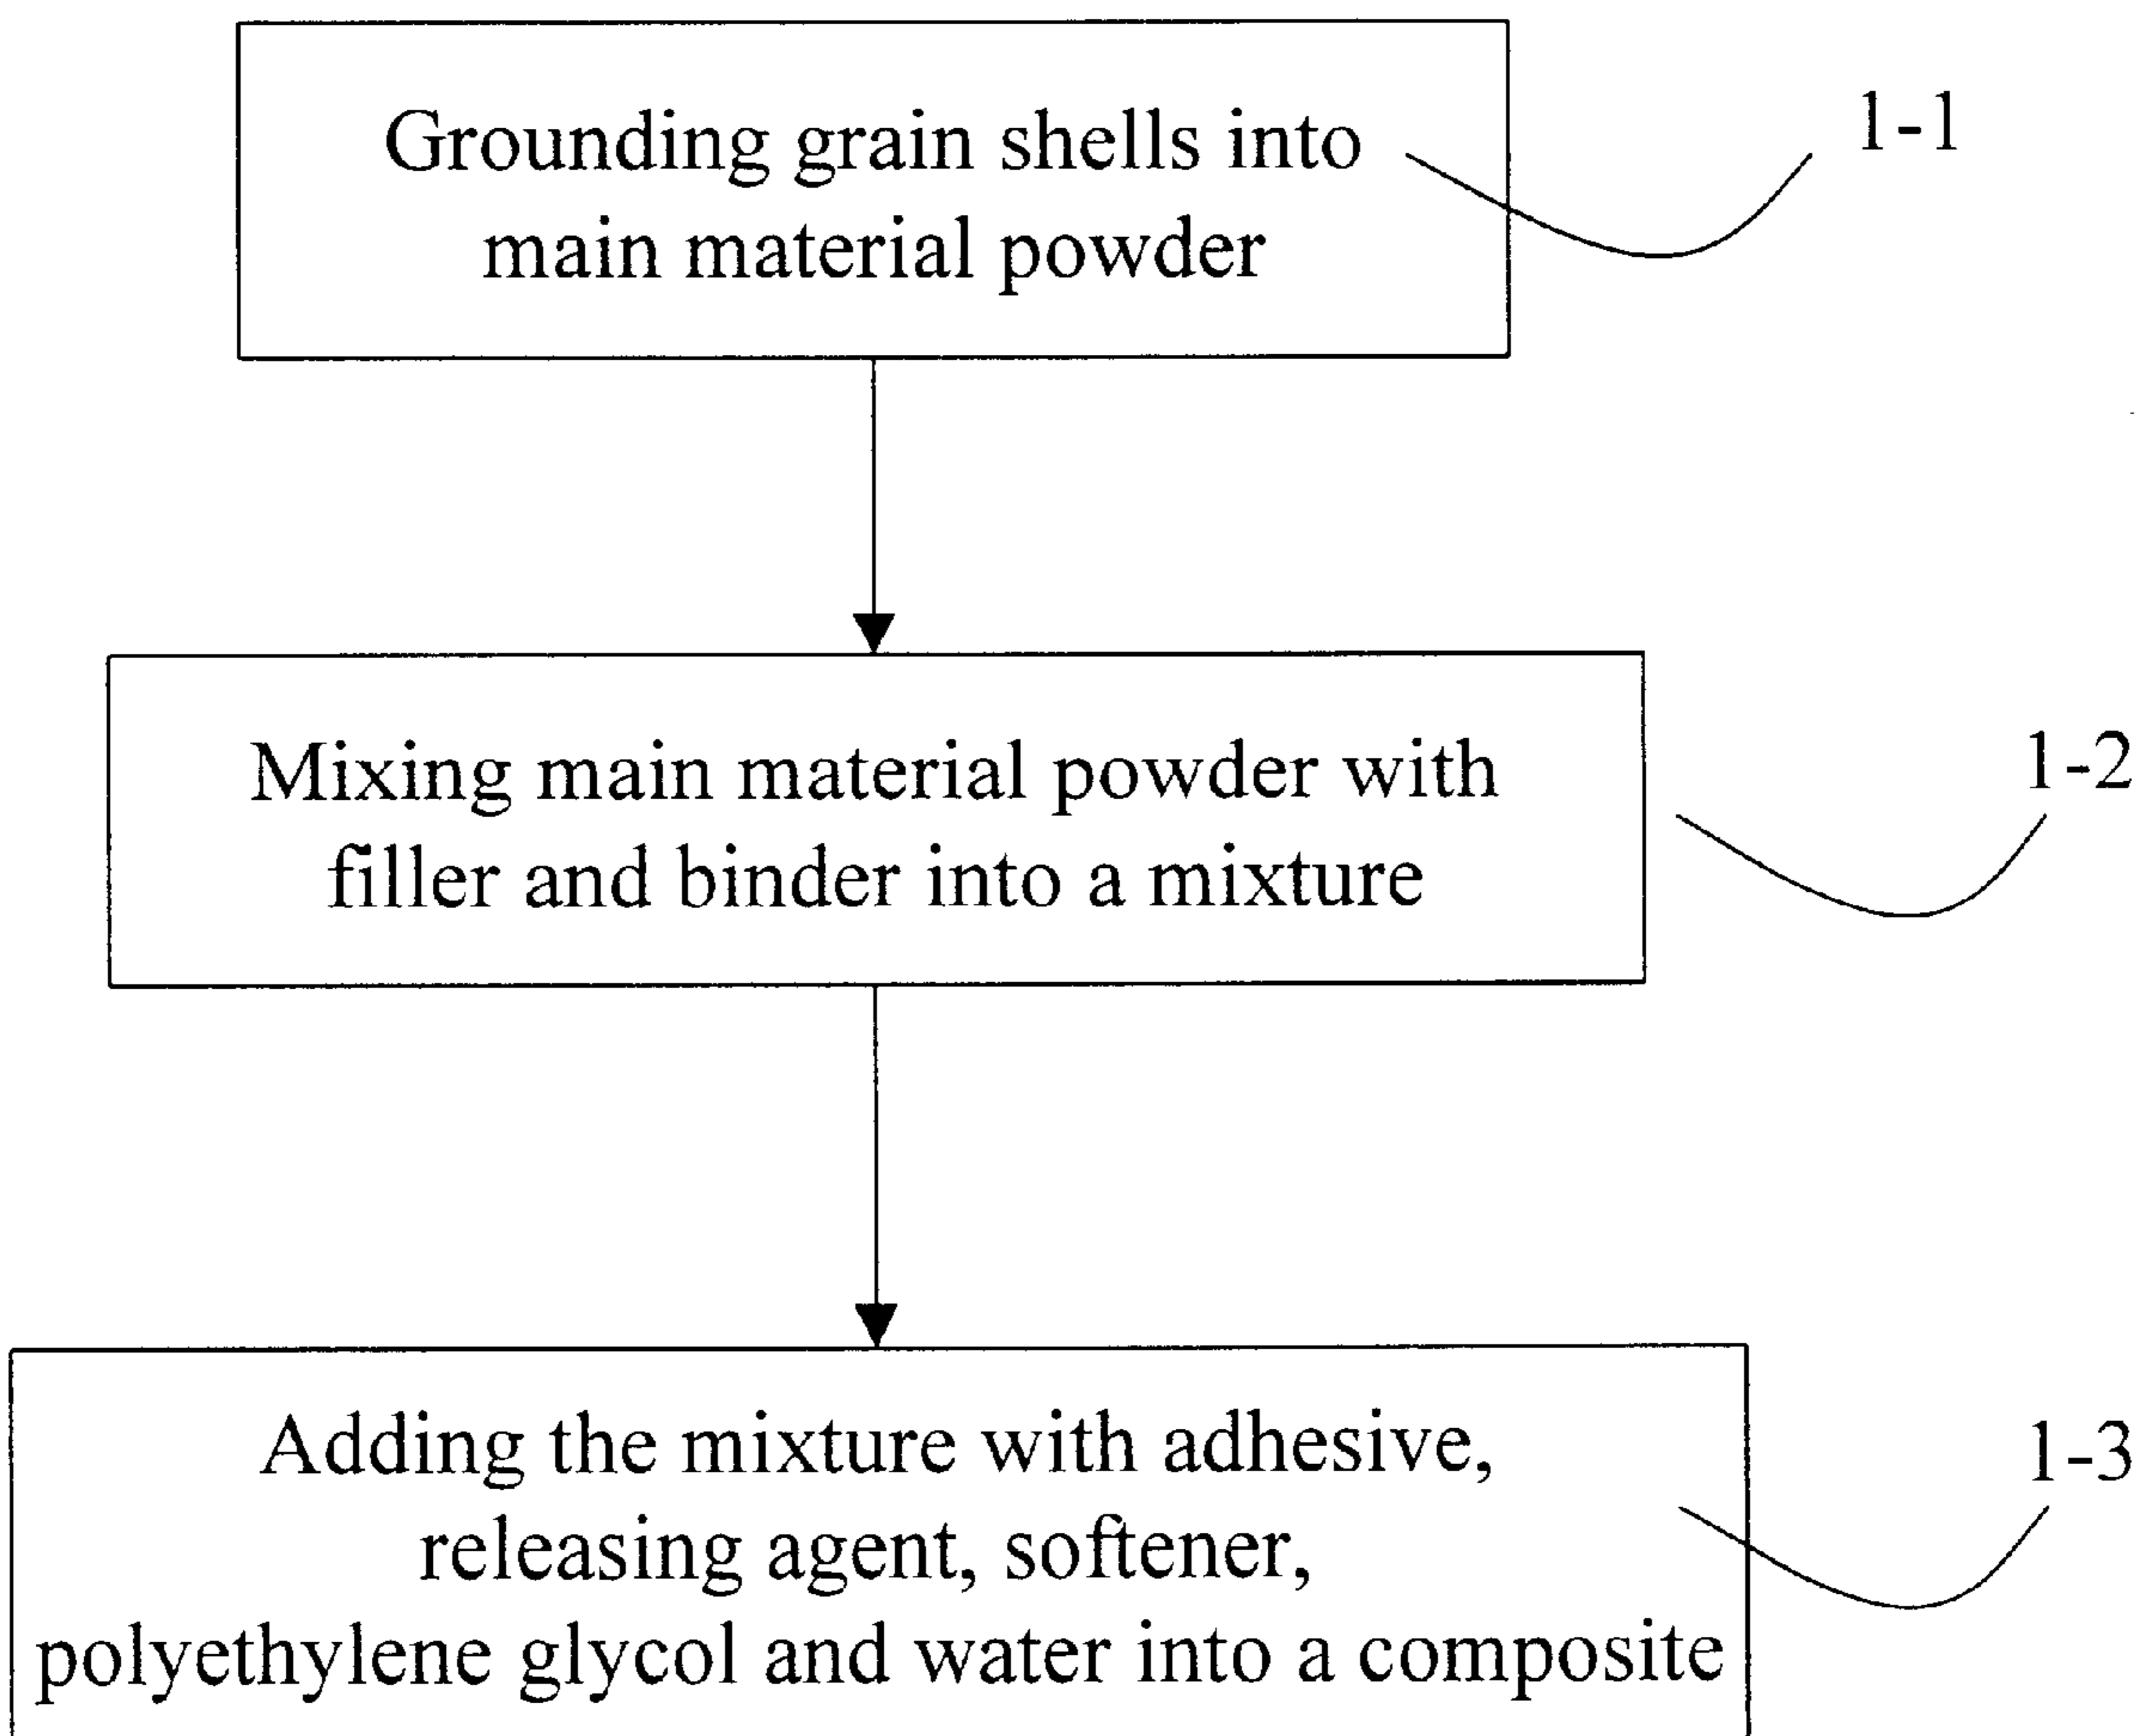 Grounding grain shells into
main material powder
1-1
Mixing main material powder with
filler and binder into a mixture
1-2
Adding the mixture with adhesive,
releasing agent, softener,
polyethylene glycol and water into a composite
1-3